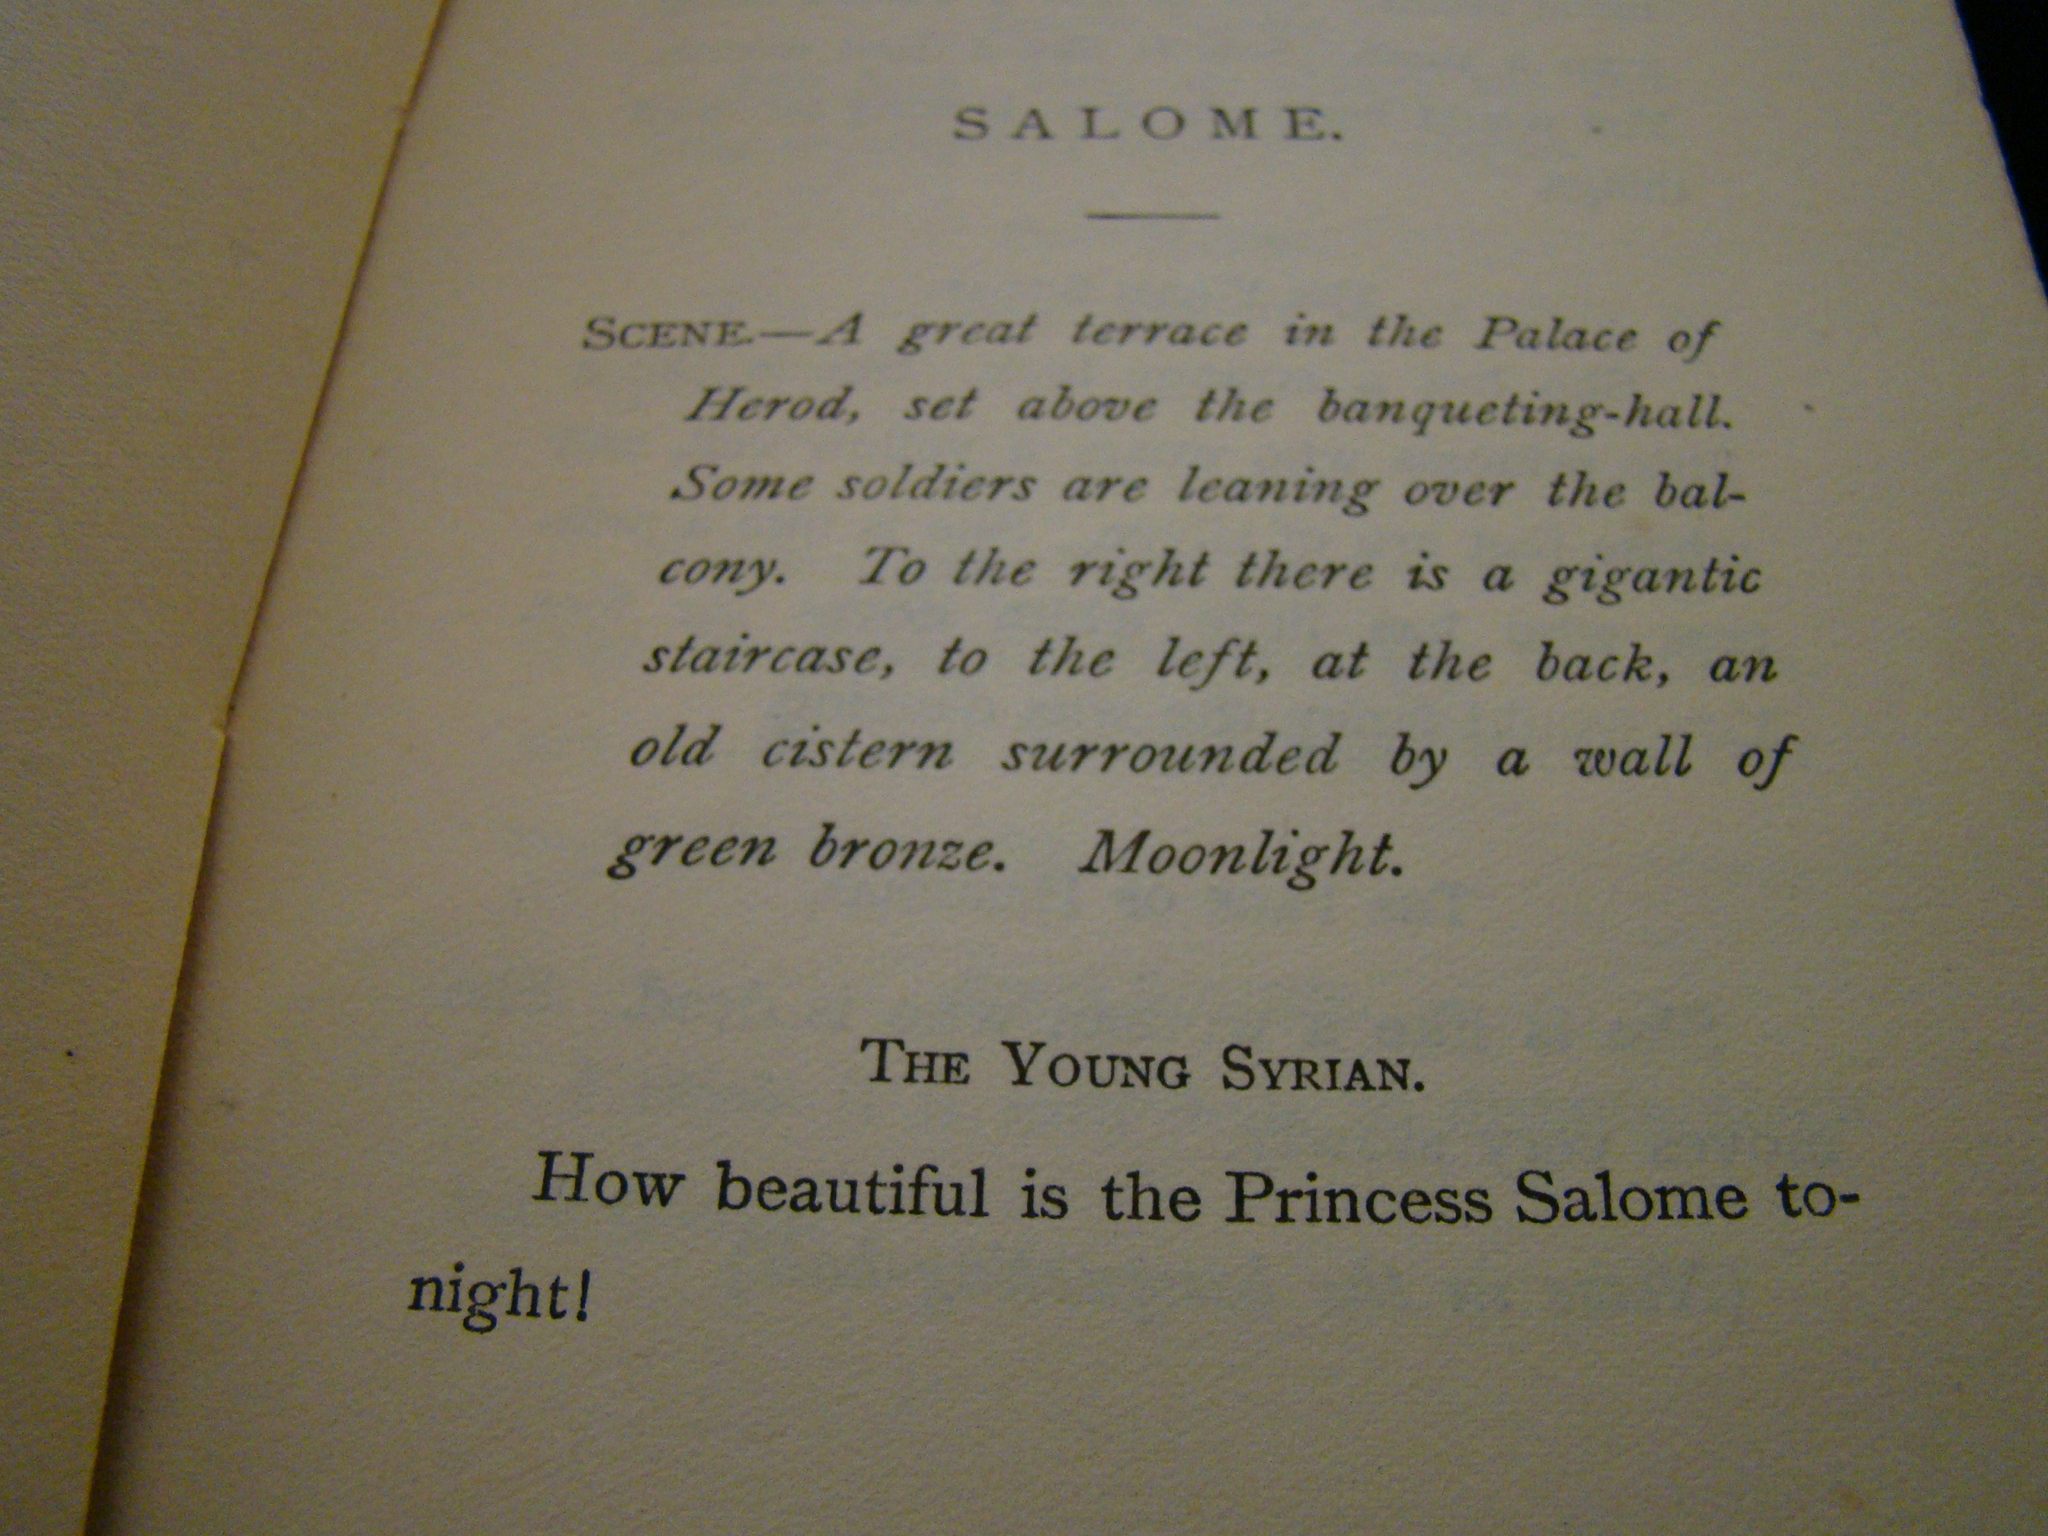 SALOME.
SCENE.—A great terrace in the Palace of
Herod, set above the banqueting-hall.
Some soldiers are leaning over the bal-
cony. To the right there is a gigantic
staircase, to the left, at the back, an
old cistern surrounded by a wall of
green bronze. Moonlight.
THE YOUNG SYRIAN.
How beautiful is the Princess Salome to-
night!